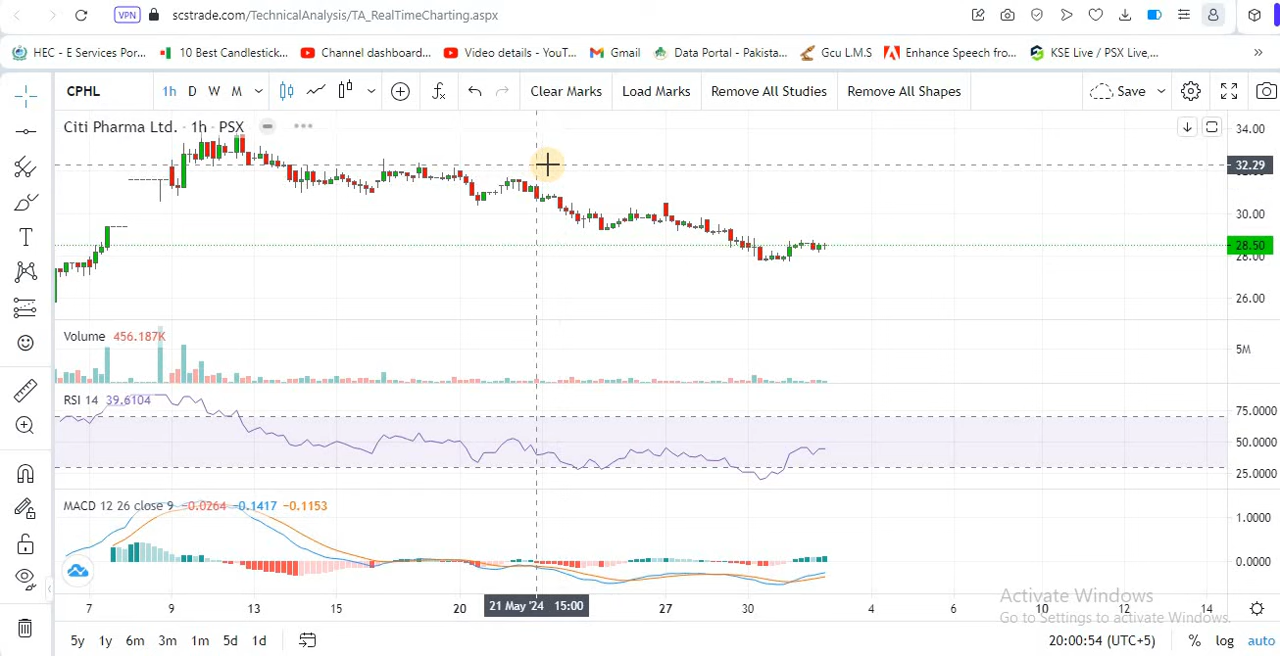 VPN scstrade.com/TechnicalAnalysis/TA_RealTimeCharting.aspx
HEC - E Services Por... 10 Best Candlestick... Channel dashboard... Video details - YouT... Gmail Data Portal - Pakista... Gcu L.M.S Enhance Speech fro... KSE Live / PSX Live,... »
CPHL 1h D W M Clear Marks Load Marks Remove All Studies Remove All Shapes Save
Citi Pharma Ltd. · 1h · PSX
34.00
32.29
30.00
28.50
28.00
26.00
Volume 456.187K
5M
RSI 14 39.6104
75.0000
50.0000
25.0000
MACD 12 26 close 9 -0.0264 -0.1417 -0.1153
1.0000
0.0000
7 9 13 15 20 21 May '24 15:00 27 30 4 6 10 12 14
Activate Windows
Go to Settings to activate Windows.
5y 1y 6m 3m 1m 5d 1d 20:00:54 (UTC+5) % log auto